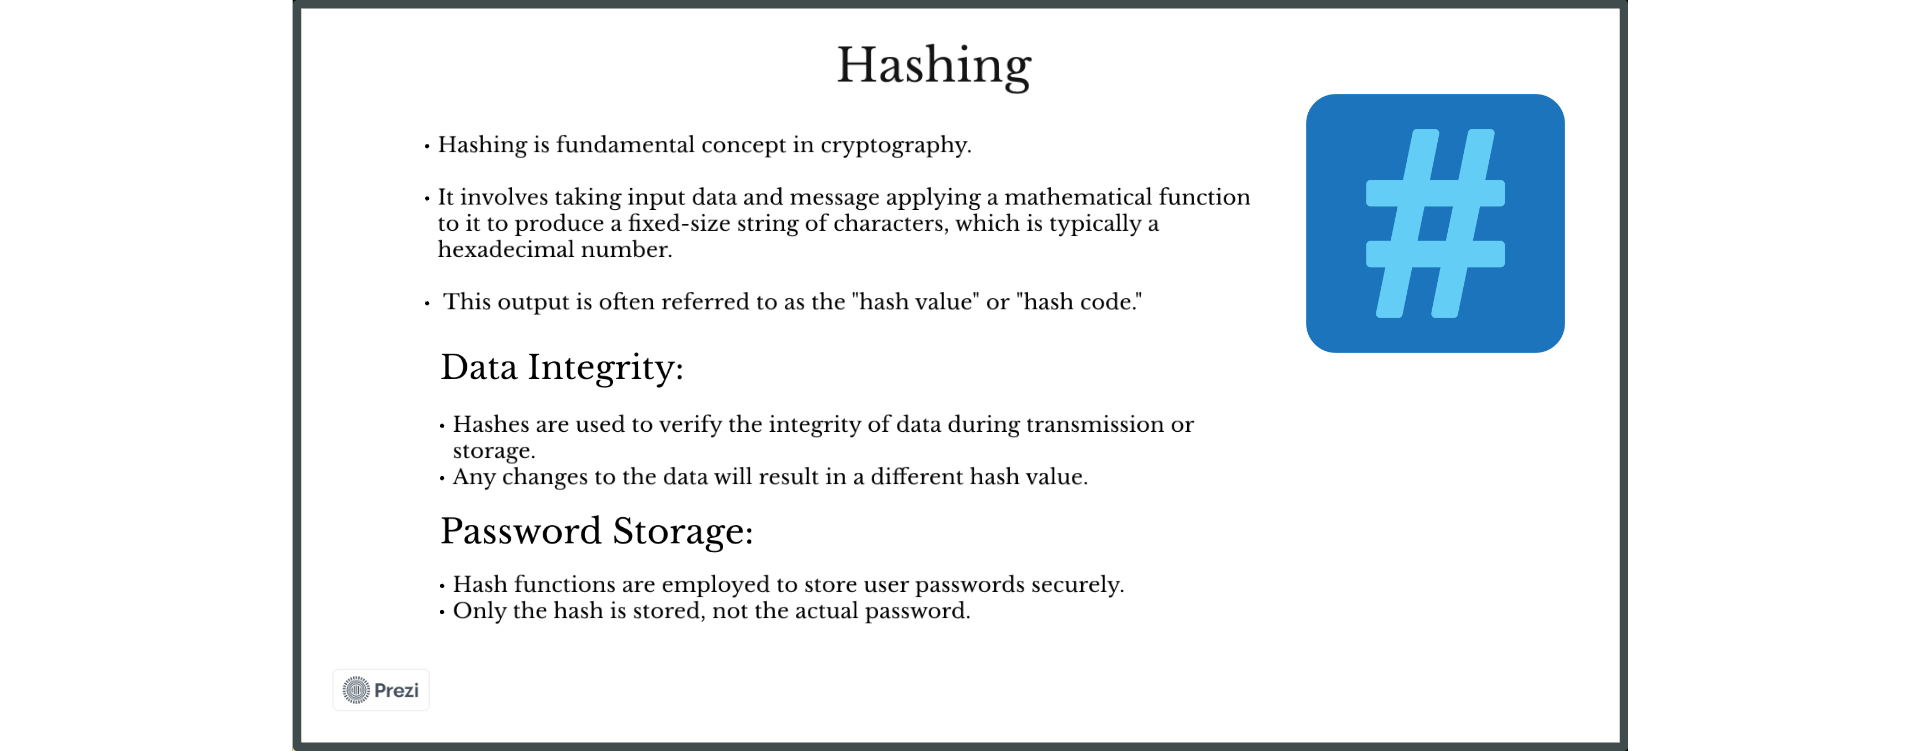 Hashing
• Hashing is fundamental concept in cryptography.
• It involves taking input data and message applying a mathematical function
to it to produce a fixed-size string of characters, which is typically a
hexadecimal number.
• This output is often referred to as the "hash value" or "hash code."
#
Data Integrity:
• Hashes are used to verify the integrity of data during transmission or
storage.
• Any changes to the data will result in a different hash value.
Password Storage:
• Hash functions are employed to store user passwords securely.
• Only the hash is stored, not the actual password.
Prezi